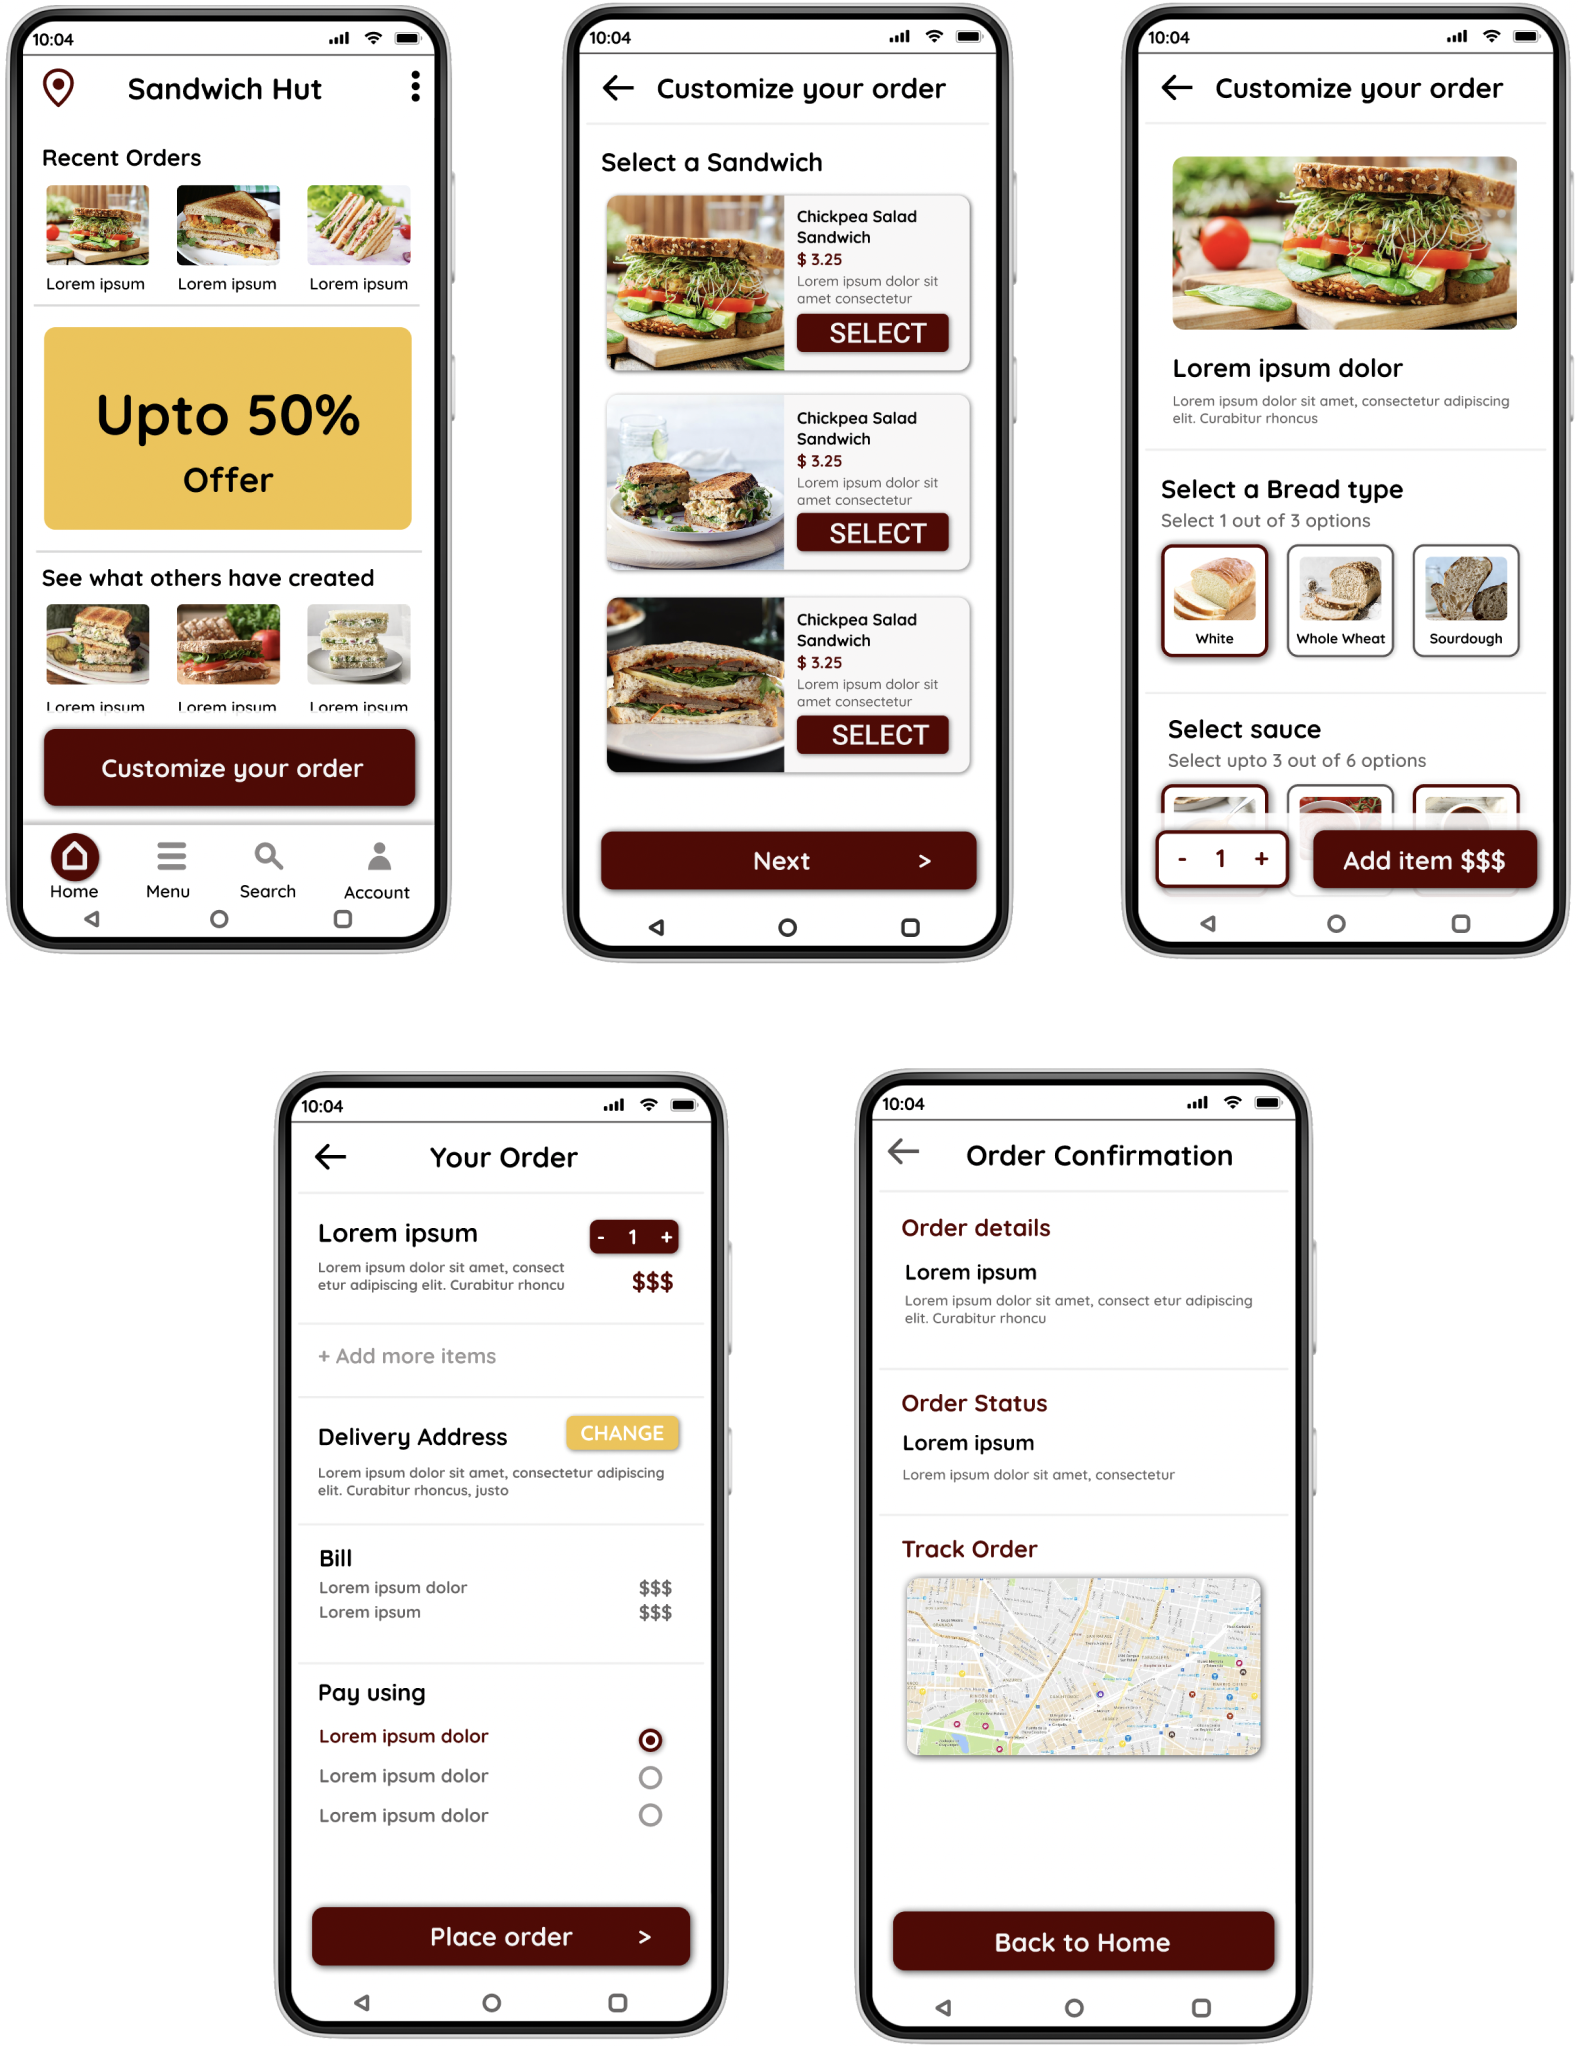 10:04
Sandwich Hut
Recent Orders
Lorem ipsum
Lorem ipsum
Lorem ipsum
Upto 50%
Offer
See what others have created
Lorem ipsum
Lorem ipsum
Lorem ipsum
Customize your order
Home
Menu
Search
Account
10:04
Customize your order
Select a Sandwich
Chickpea Salad
Sandwich
$ 3.25
Lorem ipsum dolor sit
amet consectetur
SELECT
Chickpea Salad
Sandwich
$ 3.25
Lorem ipsum dolor sit
amet consectetur
SELECT
Chickpea Salad
Sandwich
$ 3.25
Lorem ipsum dolor sit
amet consectetur
SELECT
Next >
10:04
Customize your order
Lorem ipsum dolor
Lorem ipsum dolor sit amet, consectetur adipiscing
elit. Curabitur rhoncus
Select a Bread type
Select 1 out of 3 options
White
Whole Wheat
Sourdough
Select sauce
Select upto 3 out of 6 options
- 1 +
Add item $$$
10:04
Your Order
Lorem ipsum
- 1 +
Lorem ipsum dolor sit amet, consect
etur adipiscing elit. Curabitur rhoncu
$$$
+ Add more items
Delivery Address
CHANGE
Lorem ipsum dolor sit amet, consectetur adipiscing
elit. Curabitur rhoncus, justo
Bill
Lorem ipsum dolor $$$
Lorem ipsum $$$
Pay using
Lorem ipsum dolor
Lorem ipsum dolor
Lorem ipsum dolor
Place order >
10:04
Order Confirmation
Order details
Lorem ipsum
Lorem ipsum dolor sit amet, consect etur adipiscing
elit. Curabitur rhoncu
Order Status
Lorem ipsum
Lorem ipsum dolor sit amet, consectetur
Track Order
Back to Home